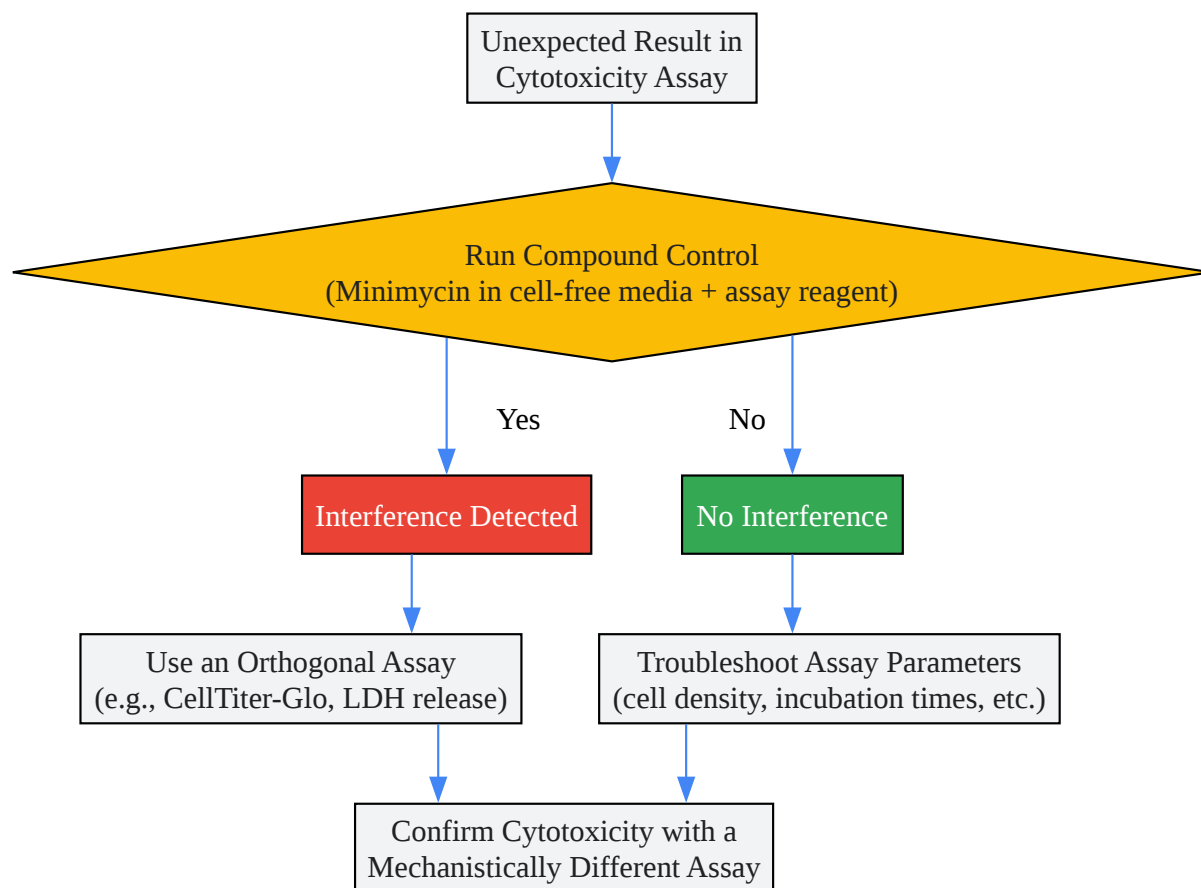 Unexpected Result in
Cytotoxicity Assay
Run Compound Control
(Minimycin in cell-free media + assay reagent)
Yes
No
Interference Detected
No Interference
Use an Orthogonal Assay
(e.g., CellTiter-Glo, LDH release)
Troubleshoot Assay Parameters
(cell density, incubation times, etc.)
Confirm Cytotoxicity with a
Mechanistically Different Assay